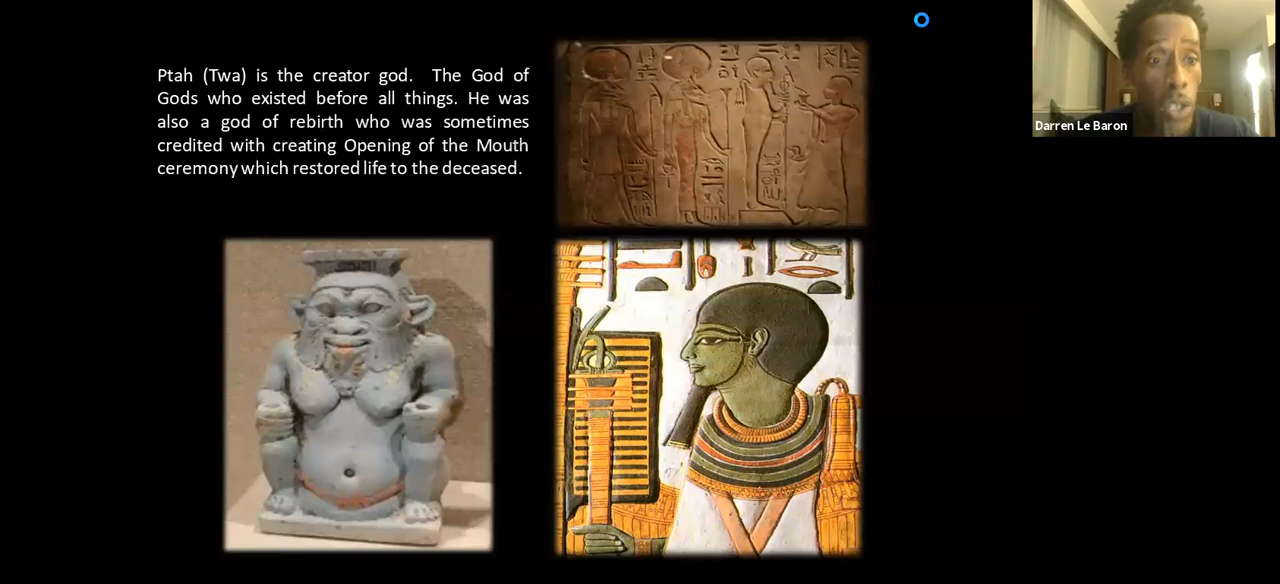 Ptah (Twa) is the creator god. The God of
Gods who existed before all things. He was
also a god of rebirth who was sometimes
credited with creating Opening of the Mouth
ceremony which restored life to the deceased.
Darren Le Baron